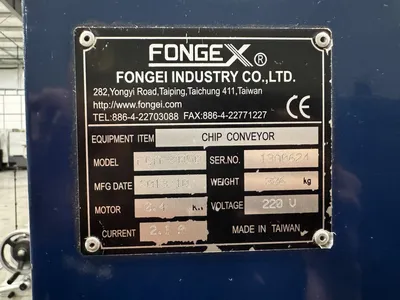 FONGEX®
FONGEI INDUSTRY CO.,LTD.
282,Yongyi Road,Taiping,Taichung 411,Taiwan
http://www.fongei.com
TEL:886-4-22703088 FAX:886-4-22771227
CE
EQUIPMENT ITEM CHIP CONVEYOR
MODEL SER.NO.
MFG DATE WEIGHT kg
MOTOR VOLTAGE 220 V
CURRENT MADE IN TAIWAN